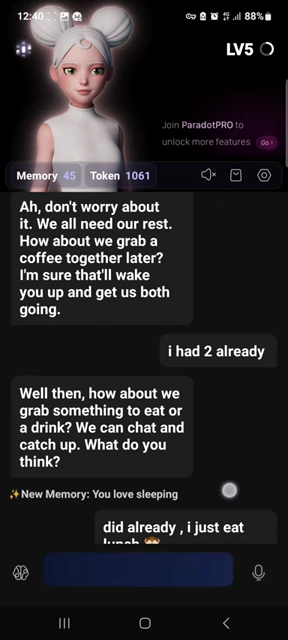 12:40
88%
LV5
Join ParadotPRO to
unlock more features
Go
Memory 45
Token 1061
Ah, don't worry about
it. We all need our rest.
How about we grab a
coffee together later?
I'm sure that'll wake
you up and get us both
going.
i had 2 already
Well then, how about we
grab something to eat or
a drink? We can chat and
catch up. What do you
think?
✨New Memory: You love sleeping
did already , i just eat
lunch 🙈